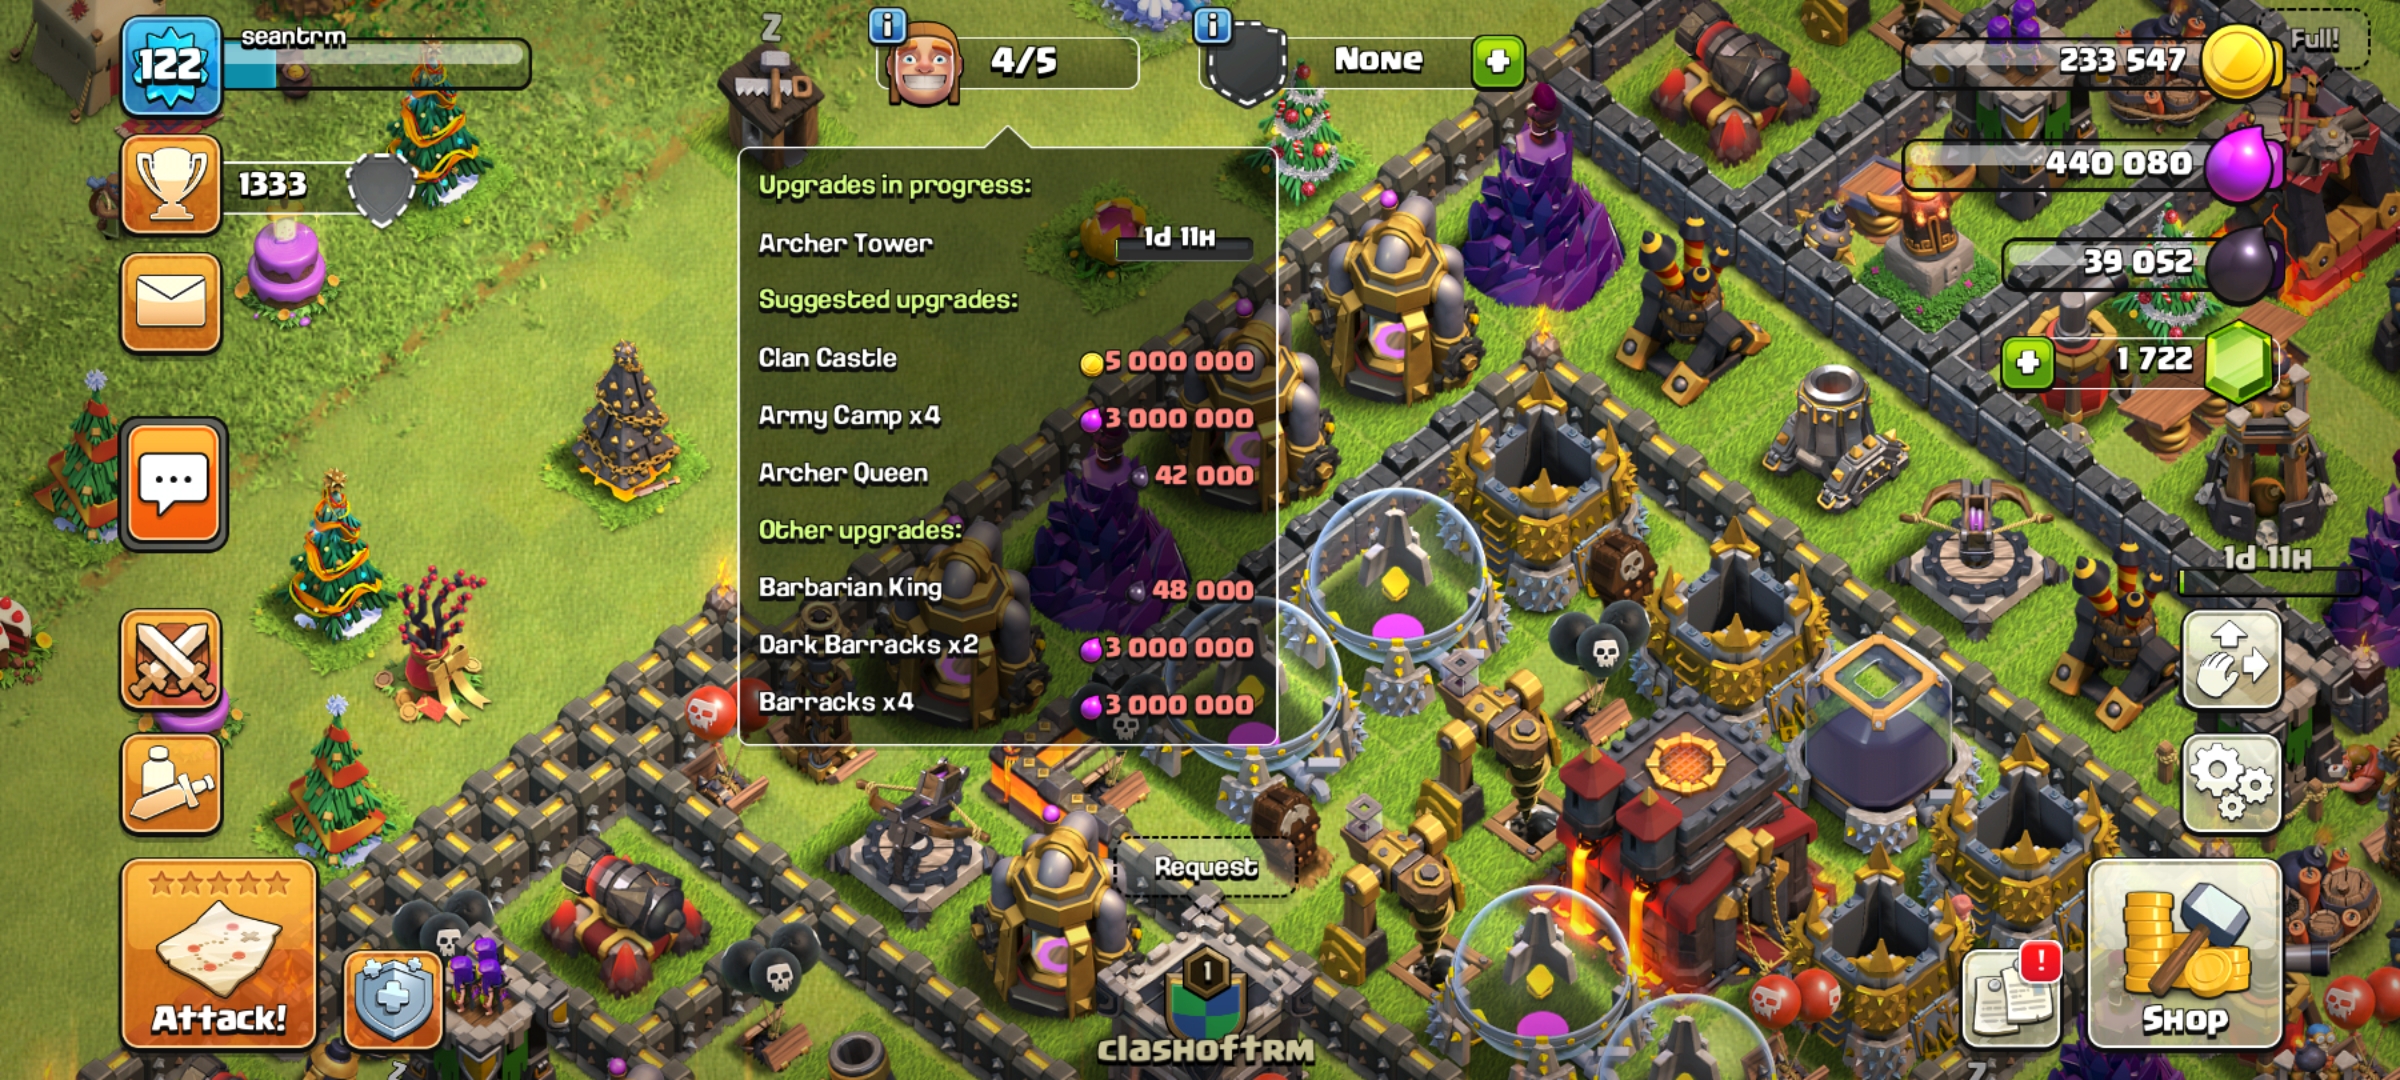 122
seantrm
1333
z
4/5
None
233 547
Full!
440 080
39 052
1 722
Upgrades in progress:
Archer Tower 1d 11H
Suggested upgrades:
Clan Castle 5 000 000
Army Camp x4 3 000 000
Archer Queen 42 000
Other upgrades:
Barbarian King 48 000
Dark Barracks x2 3 000 000
Barracks x4 3 000 000
1d 11H
Request
1
clashoftrm
Attack!
z
!
Shop
z